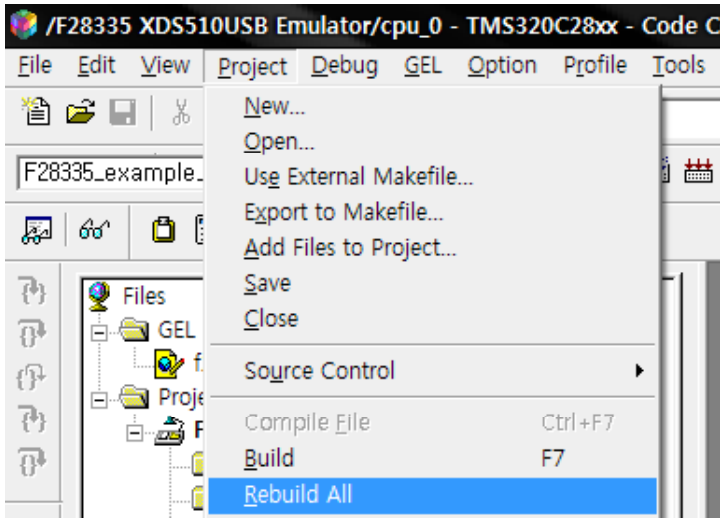 /F28335 XDS510USB Emulator/cpu_0 - TMS320C28xx - Code C
File Edit View Project Debug GEL Option Profile Tools
New...
Open...
F28335_example_
Use External Makefile...
Export to Makefile...
Add Files to Project...
Save
Files
Close
GEL
Source Control
f
Proje
Compile File Ctrl+F7
F
Build F7
Rebuild All